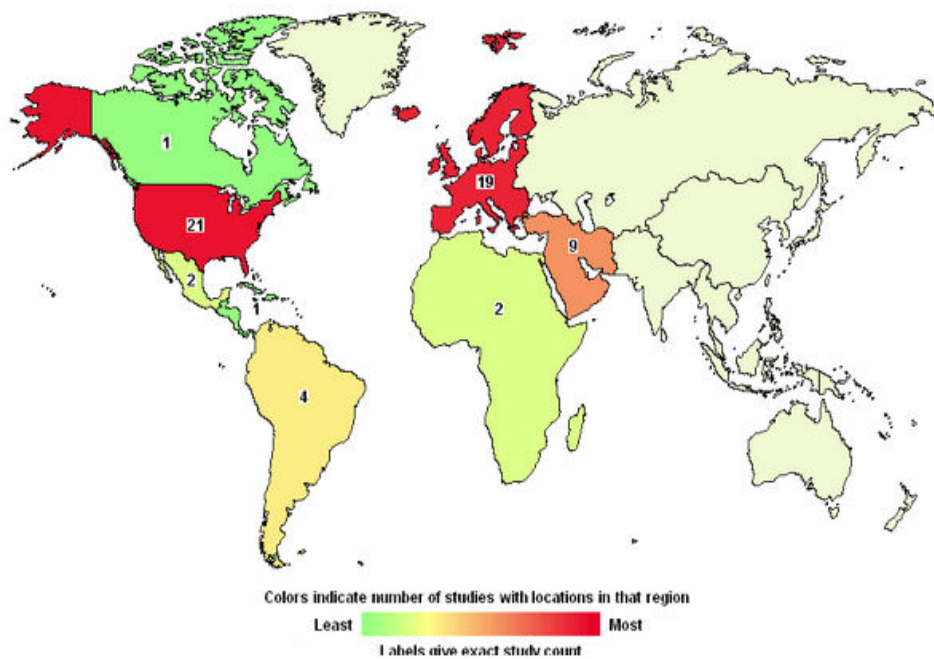 1
19
21
9
2
1
2
4
Colors indicate number of studies with locations in that region
Least Most
Labels give exact study count